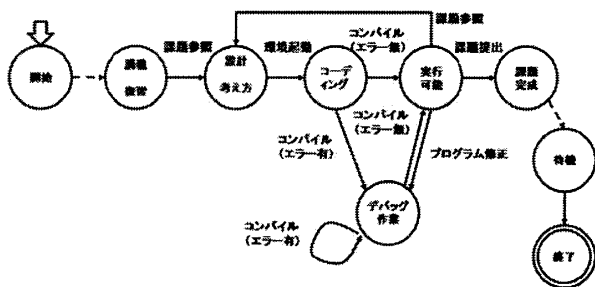 課題参照
コンパイル
(エラー無)
課題参照
環境起動
課題提出
開始
講義
復習
設計
考え方
コーデ
ィング
実行
可能
課題
完成
コンパイル
(エラー無)
コンパイル
(エラー有)
プログラム修正
待機
デバッグ
作業
コンパイル
(エラー有)
終了